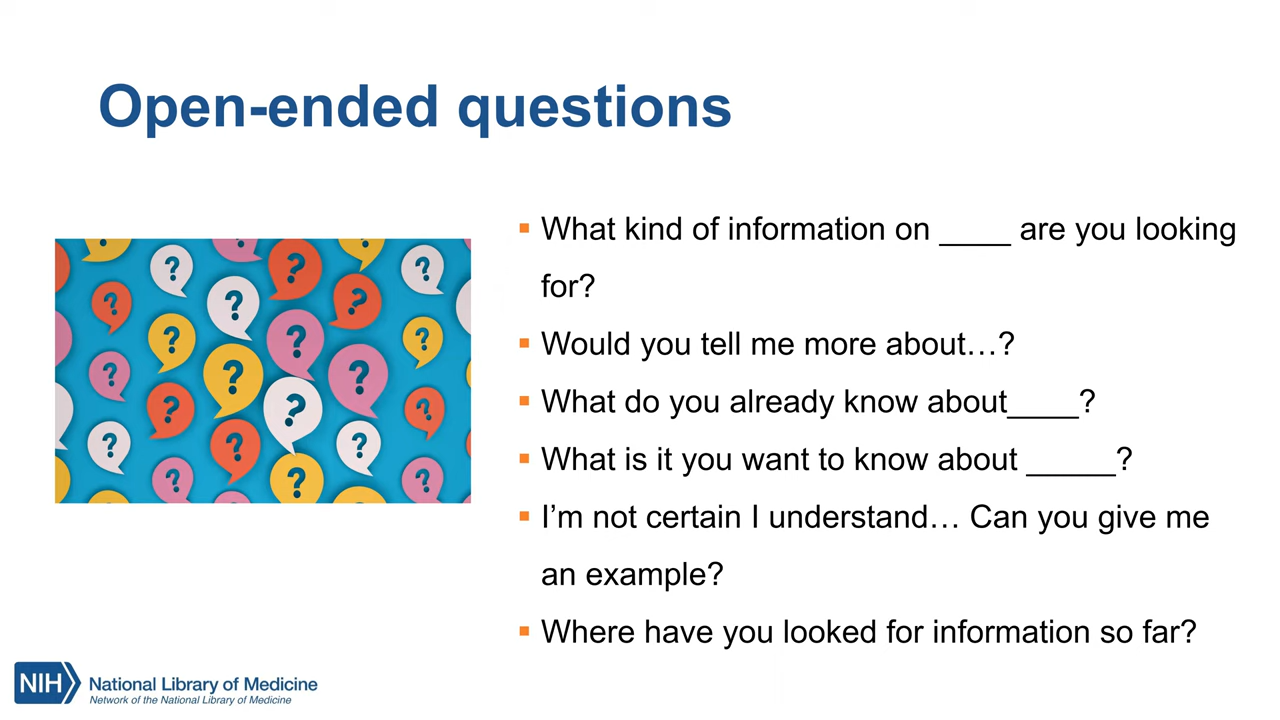 Open-ended questions
What kind of information on ____ are you looking
for?
Would you tell me more about…?
What do you already know about____?
What is it you want to know about _____?
I’m not certain I understand… Can you give me
an example?
Where have you looked for information so far?
NIH National Library of Medicine
Network of the National Library of Medicine